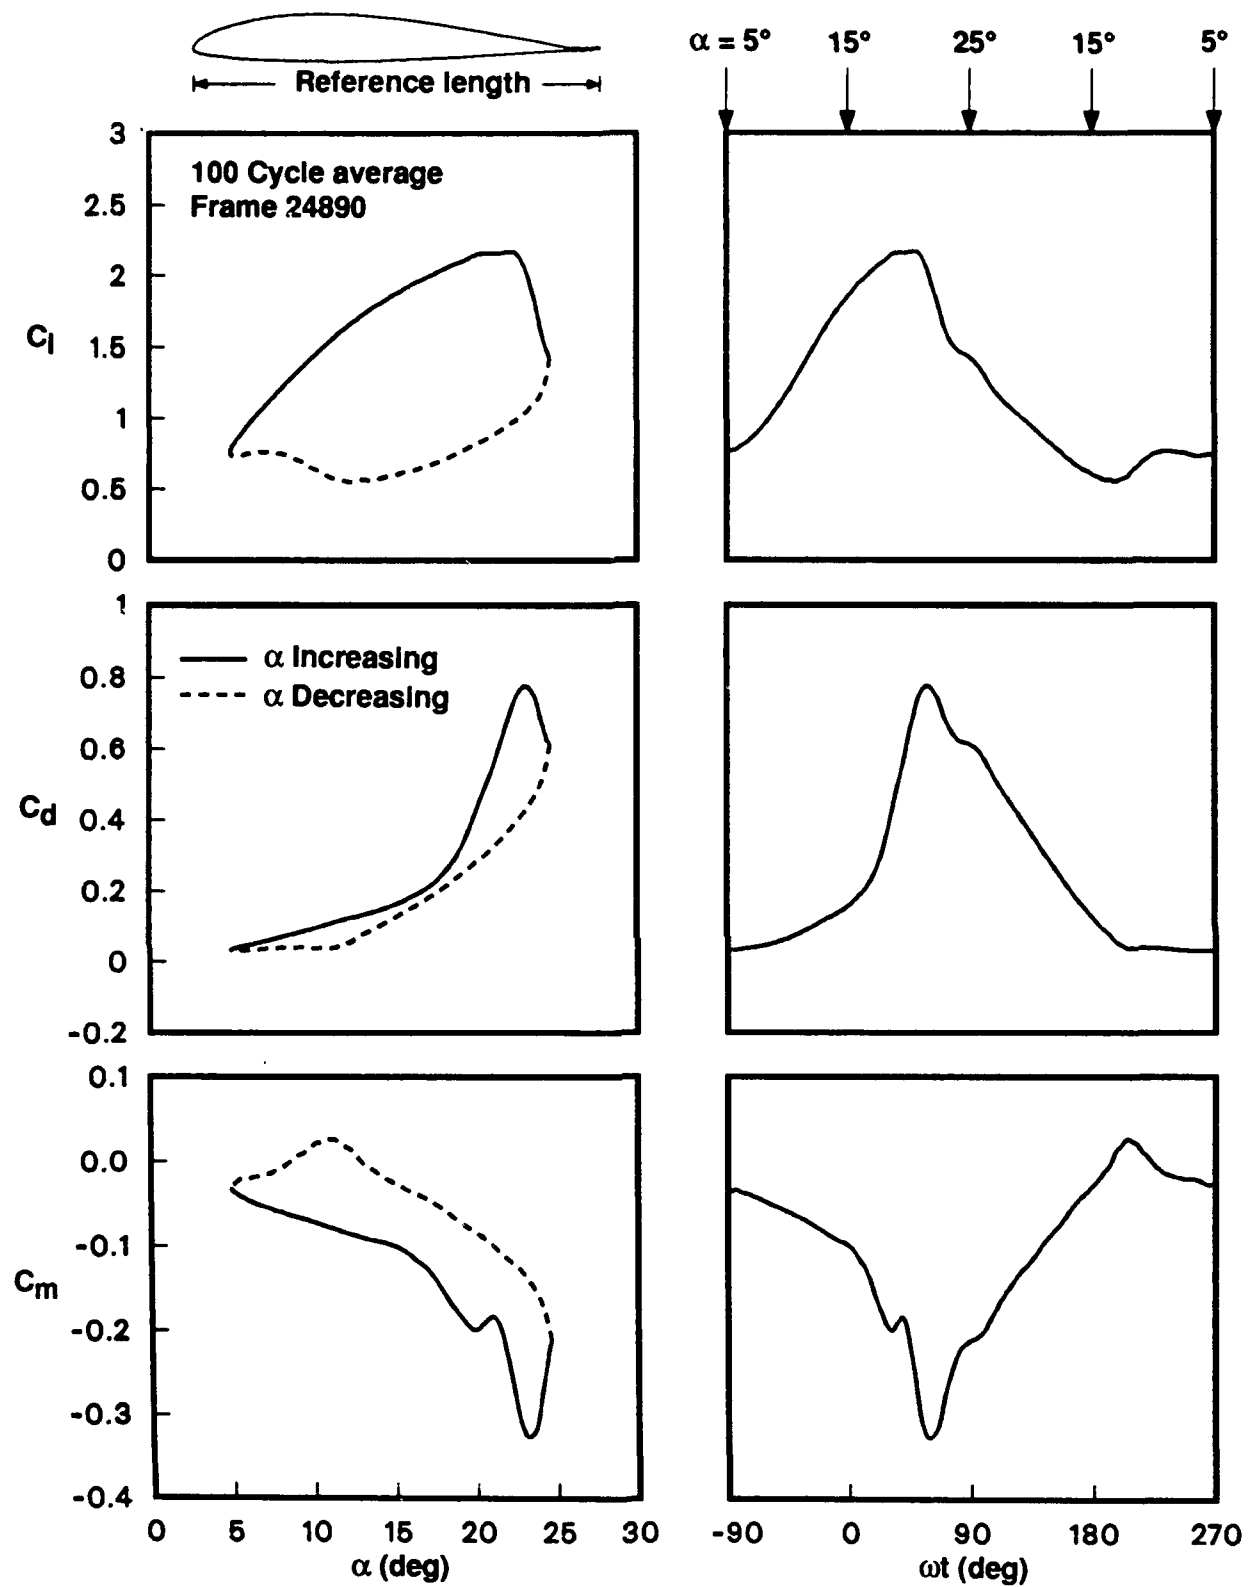 Reference length
α = 5° 15° 25° 15° 5°
100 Cycle average
Frame 24890
3
2.5
2
1.5
1
0.5
0
Cl
α Increasing
α Decreasing
1
0.8
0.6
0.4
0.2
0
-0.2
Cd
0.1
0.0
-0.1
-0.2
-0.3
-0.4
Cm
0 5 10 15 20 25 30
α (deg)
-90 0 90 180 270
ωt (deg)